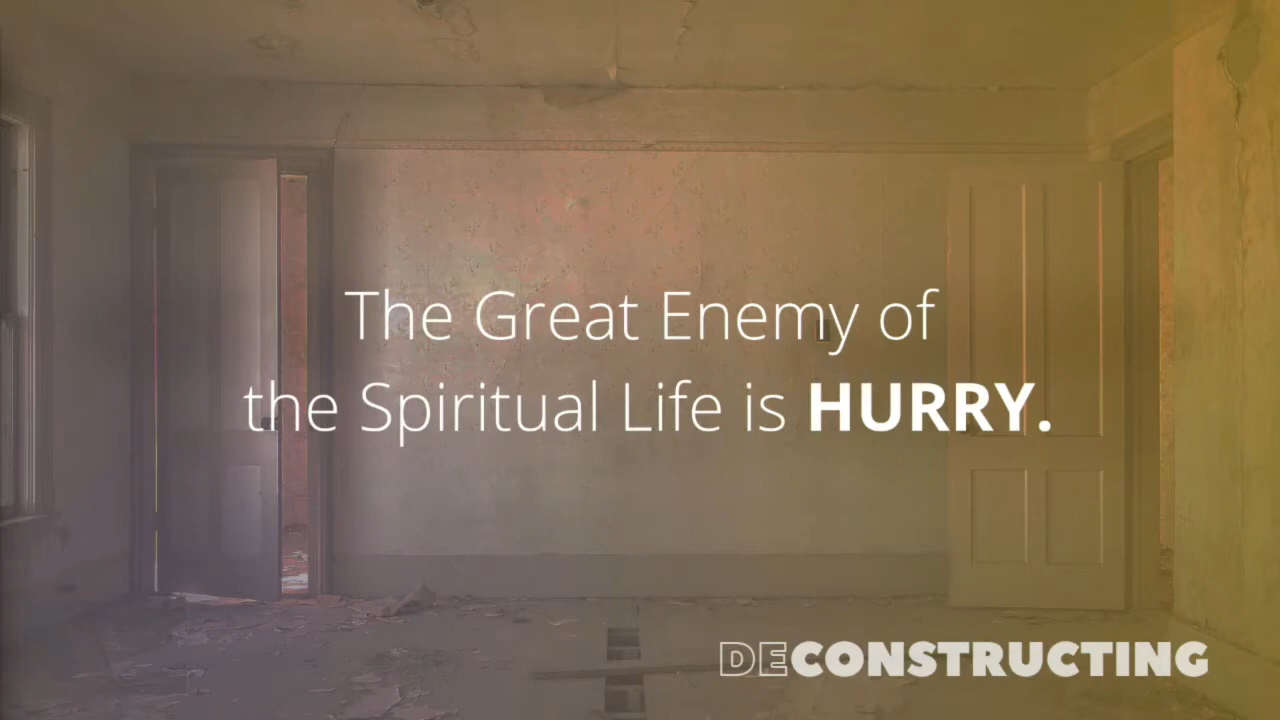 The Great Enemy of
the Spiritual Life is HURRY.
DECONSTRUCTING